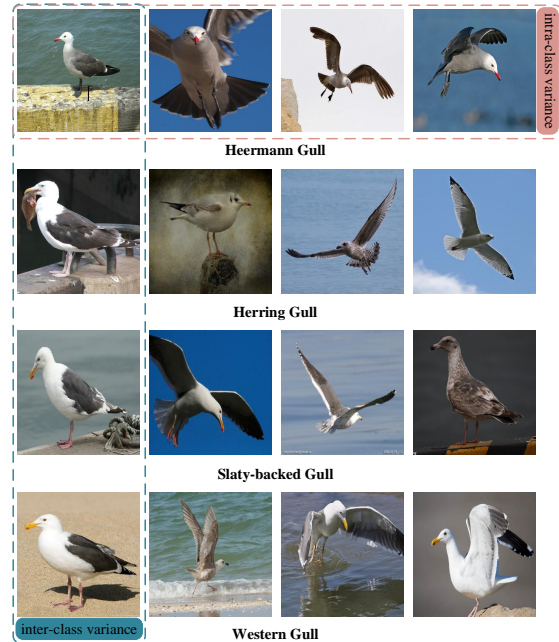 intra-class variance
Heermann Gull
Herring Gull
Slaty-backed Gull
Western Gull
inter-class variance